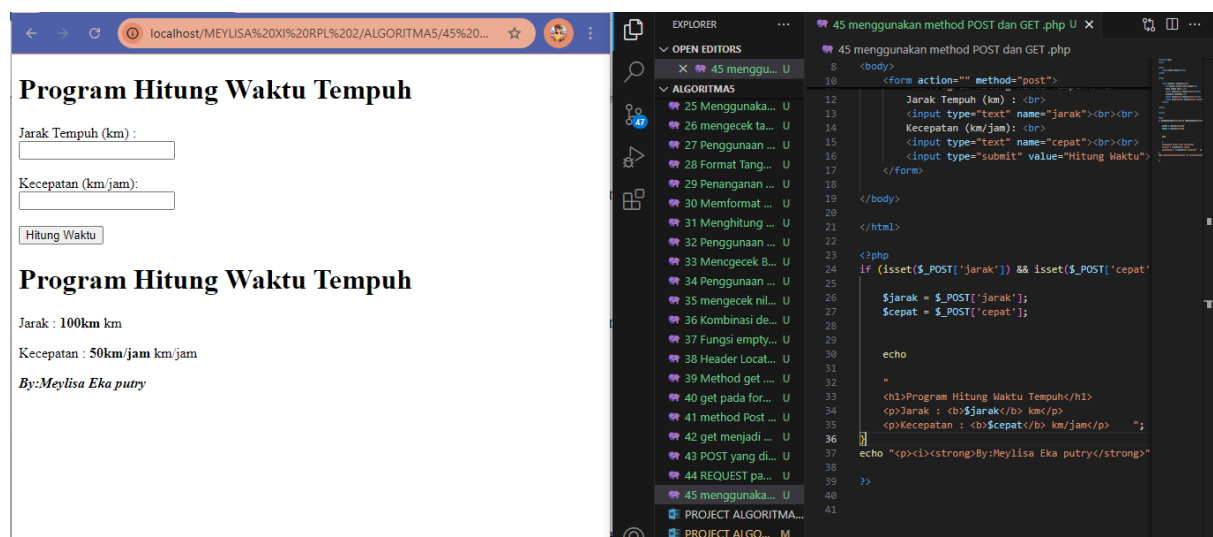 localhost/MEYLISA%20XI%20RPL%202/ALGORITMA5/45%20...
Program Hitung Waktu Tempuh
Jarak Tempuh (km) :
Kecepatan (km/jam):
Hitung Waktu
Program Hitung Waktu Tempuh
Jarak : 100km km
Kecepatan : 50km/jam km/jam
By:Meylisa Eka putry
47
EXPLORER ...
OPEN EDITORS
45 menggu... U
ALGORITMA5
25 Menggunaka... U
26 mengecek ta... U
27 Penggunaan ... U
28 Format Tang... U
29 Penanganan ... U
30 Memformat ... U
31 Menghitung ... U
32 Penggunaan ... U
33 Mencgecek B... U
34 Penggunaan ... U
35 mengecek nil... U
36 Kombinasi de... U
37 Fungsi empty... U
38 Header Locat... U
39 Method get .... U
40 get pada for... U
41 method Post ... U
42 get menjadi ... U
43 POST yang di... U
44 REQUEST pa... U
45 menggunaka... U
PROJECT ALGORITMA...
PROJECT ALGO... M
45 menggunakan method POST dan GET .php U
45 menggunakan method POST dan GET .php
8 <body>
10 <form action="" method="post">
12 Jarak Tempuh (km) : <br>
13 <input type="text" name="jarak"><br><br>
14 Kecepatan (km/jam): <br>
15 <input type="text" name="cepat"><br><br>
16 <input type="submit" value="Hitung Waktu">
17 </form>
18
19 </body>
20
21 </html>
22
23 <?php
24 if (isset($_POST['jarak']) && isset($_POST['cepat'
25
26 $jarak = $_POST['jarak'];
27 $cepat = $_POST['cepat'];
28
29
30 echo
31
32 "
33 <h1>Program Hitung Waktu Tempuh</h1>
34 <p>Jarak : <b>$jarak</b> km</p>
35 <p>Kecepatan : <b>$cepat</b> km/jam</p> ";
36 }
37 echo "<p><i><strong>By:Meylisa Eka putry</strong>"
38
39 ?>
40
41